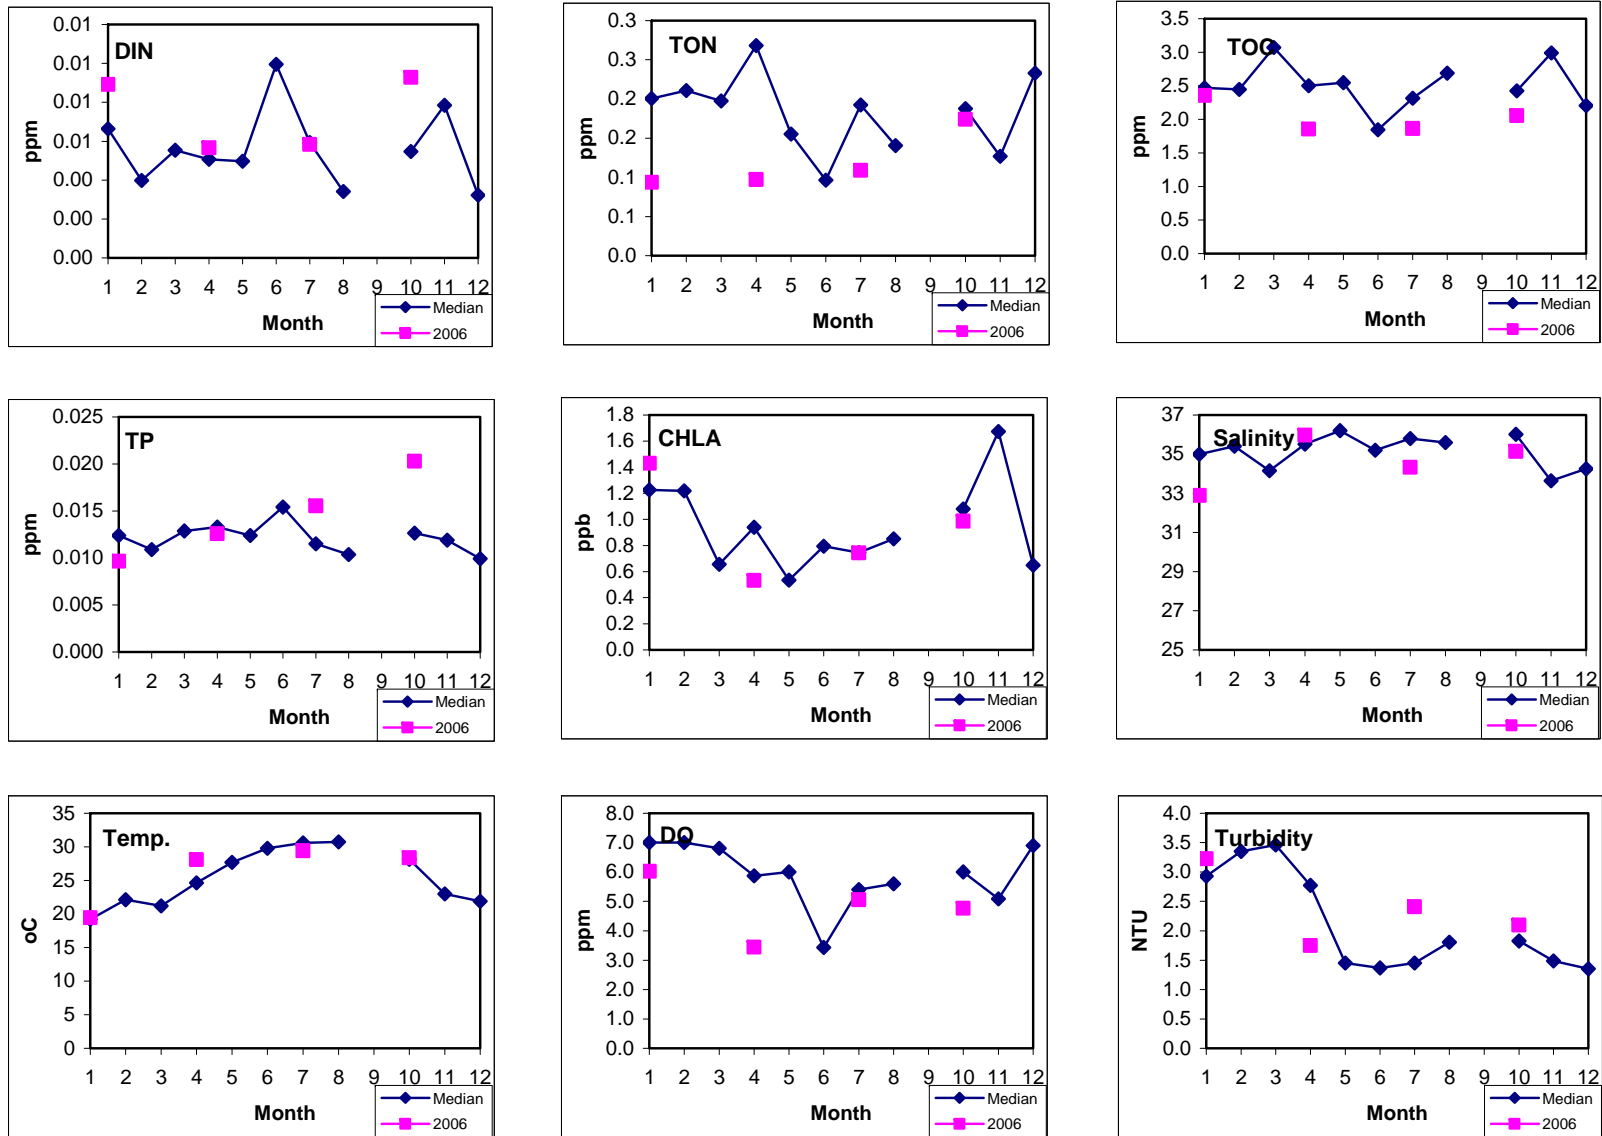 DIN
ppm
0.01
0.01
0.01
0.01
0.00
0.00
0.00
1 2 3 4 5 6 7 8 9 10 11 12
Month
Median
2006
TON
ppm
0.3
0.3
0.2
0.2
0.1
0.1
0.0
1 2 3 4 5 6 7 8 9 10 11 12
Month
Median
2006
TOC
ppm
3.5
3.0
2.5
2.0
1.5
1.0
0.5
0.0
1 2 3 4 5 6 7 8 9 10 11 12
Month
Median
2006
TP
ppm
0.025
0.020
0.015
0.010
0.005
0.000
1 2 3 4 5 6 7 8 9 10 11 12
Month
Median
2006
CHLA
ppb
1.8
1.6
1.4
1.2
1.0
0.8
0.6
0.4
0.2
0.0
1 2 3 4 5 6 7 8 9 10 11 12
Month
Median
2006
Salinity
37
35
33
31
29
27
25
1 2 3 4 5 6 7 8 9 10 11 12
Month
Median
2006
Temp.
oC
35
30
25
20
15
10
5
0
1 2 3 4 5 6 7 8 9 10 11 12
Month
Median
2006
DO
ppm
8.0
7.0
6.0
5.0
4.0
3.0
2.0
1.0
0.0
1 2 3 4 5 6 7 8 9 10 11 12
Month
Median
2006
Turbidity
NTU
4.0
3.5
3.0
2.5
2.0
1.5
1.0
0.5
0.0
1 2 3 4 5 6 7 8 9 10 11 12
Month
Median
2006